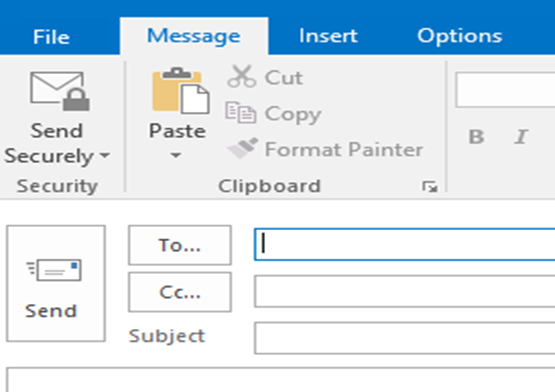 File Message Insert Options
Send Securely
Paste
Cut
Copy
Format Painter
B I
Security Clipboard
Send
To...
Cc...
Subject